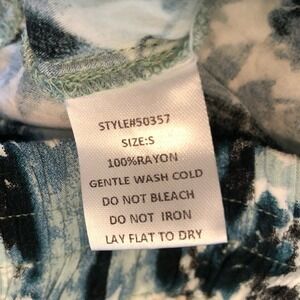 STYLE#50357
SIZE:S
100%RAYON
GENTLE WASH COLD
DO NOT BLEACH
DO NOT IRON
LAY FLAT TO DRY